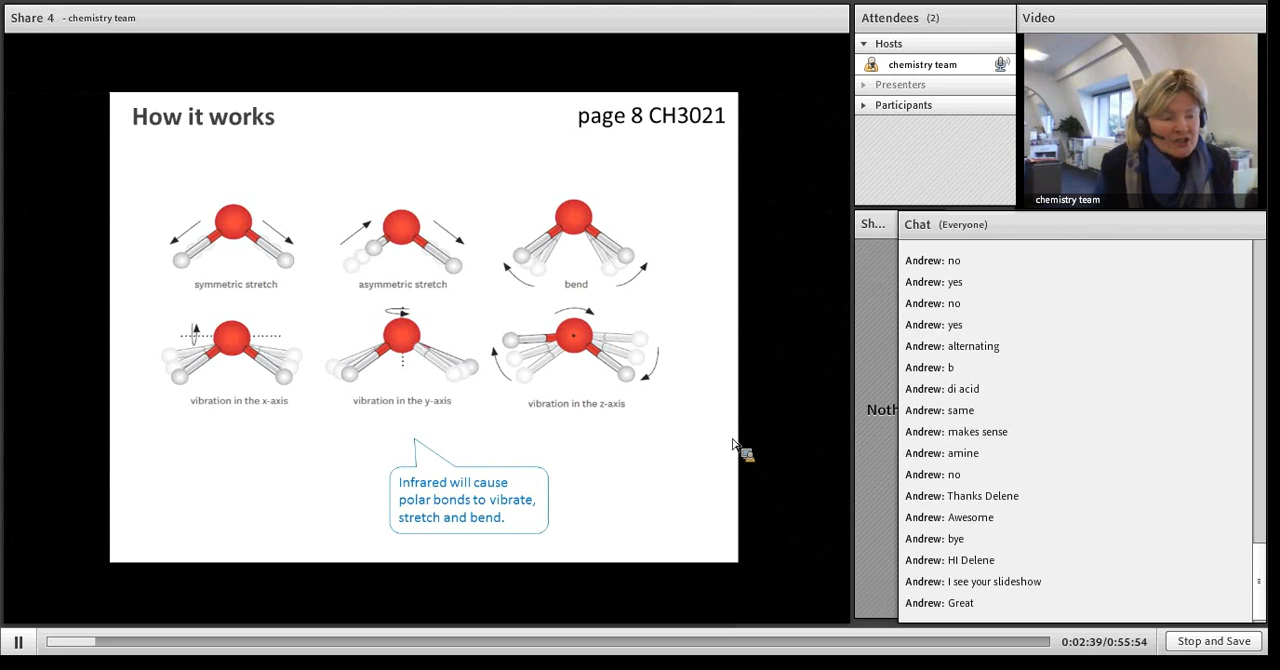 Share 4 - chemistry team
How it works
page 8 CH3021
symmetric stretch
asymmetric stretch
bend
vibration in the x-axis
vibration in the y-axis
vibration in the z-axis
Infrared will cause
polar bonds to vibrate,
stretch and bend.
Attendees (2)
Hosts
chemistry team
Presenters
Participants
Video
chemistry team
Sh...
Noth
Chat (Everyone)
Andrew: no
Andrew: yes
Andrew: no
Andrew: yes
Andrew: alternating
Andrew: b
Andrew: di acid
Andrew: same
Andrew: makes sense
Andrew: amine
Andrew: no
Andrew: Thanks Delene
Andrew: Awesome
Andrew: bye
Andrew: HI Delene
Andrew: I see your slideshow
Andrew: Great
0:02:39/0:55:54
Stop and Save